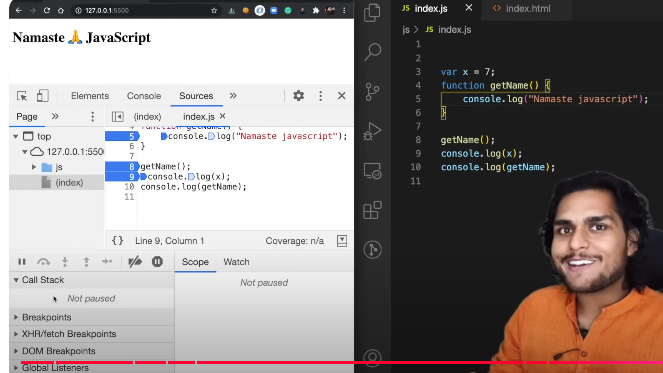 127.0.0.1:5500
Namaste 🙏 JavaScript
Elements Console Sources
Page
(index) index.js
top
127.0.0.1:550
js
(index)
4 function getName() {
5 console.log("Namaste javascript");
6 }
7
8 getName();
9 console.log(x);
10 console.log(getName);
11
{} Line 9, Column 1 Coverage: n/a
Scope Watch
Call Stack
Not paused
Not paused
Breakpoints
XHR/fetch Breakpoints
DOM Breakpoints
Global Listeners
JS index.js <> index.html
js > JS index.js
1
2
3 var x = 7;
4 function getName() {
5 console.log("Namaste javascript");
6 }
7
8 getName();
9 console.log(x);
10 console.log(getName);
11